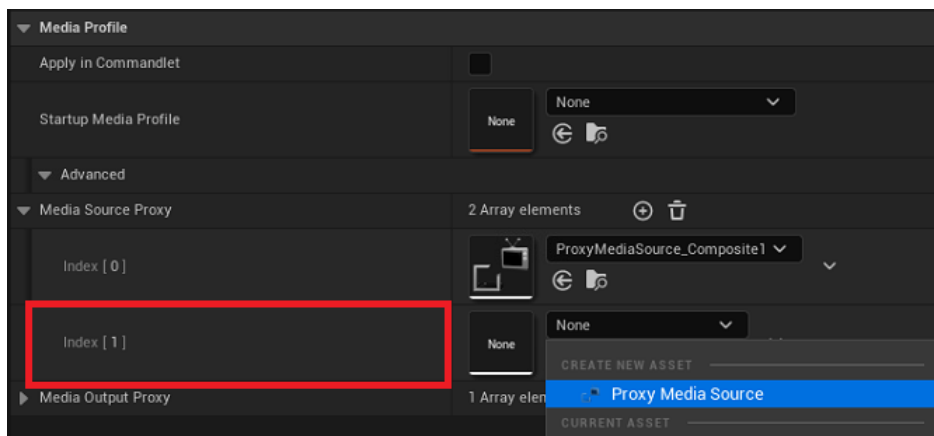 Media Profile
Apply in Commandlet
Startup Media Profile
None
None
Advanced
Media Source Proxy
2 Array elements
Index [ 0 ]
ProxyMediaSource_Composite1
Index [ 1 ]
None
None
CREATE NEW ASSET
Proxy Media Source
Media Output Proxy
1 Array elen
CURRENT ASSET